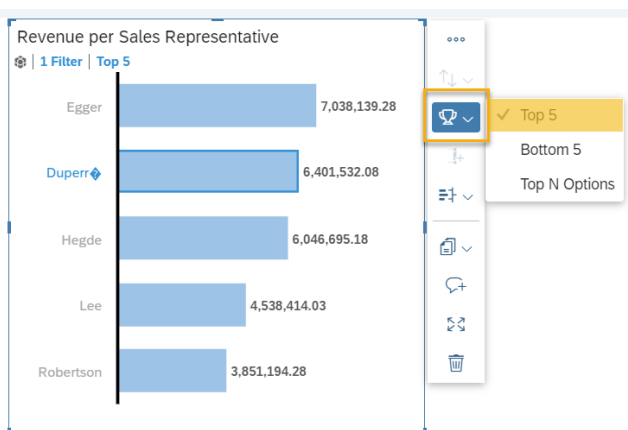 Revenue per Sales Representative
1 Filter | Top 5
Egger 7,038,139.28
Duperr� 6,401,532.08
Hegde 6,046,695.18
Lee 4,538,414.03
Robertson 3,851,194.28
Top 5
Bottom 5
Top N Options